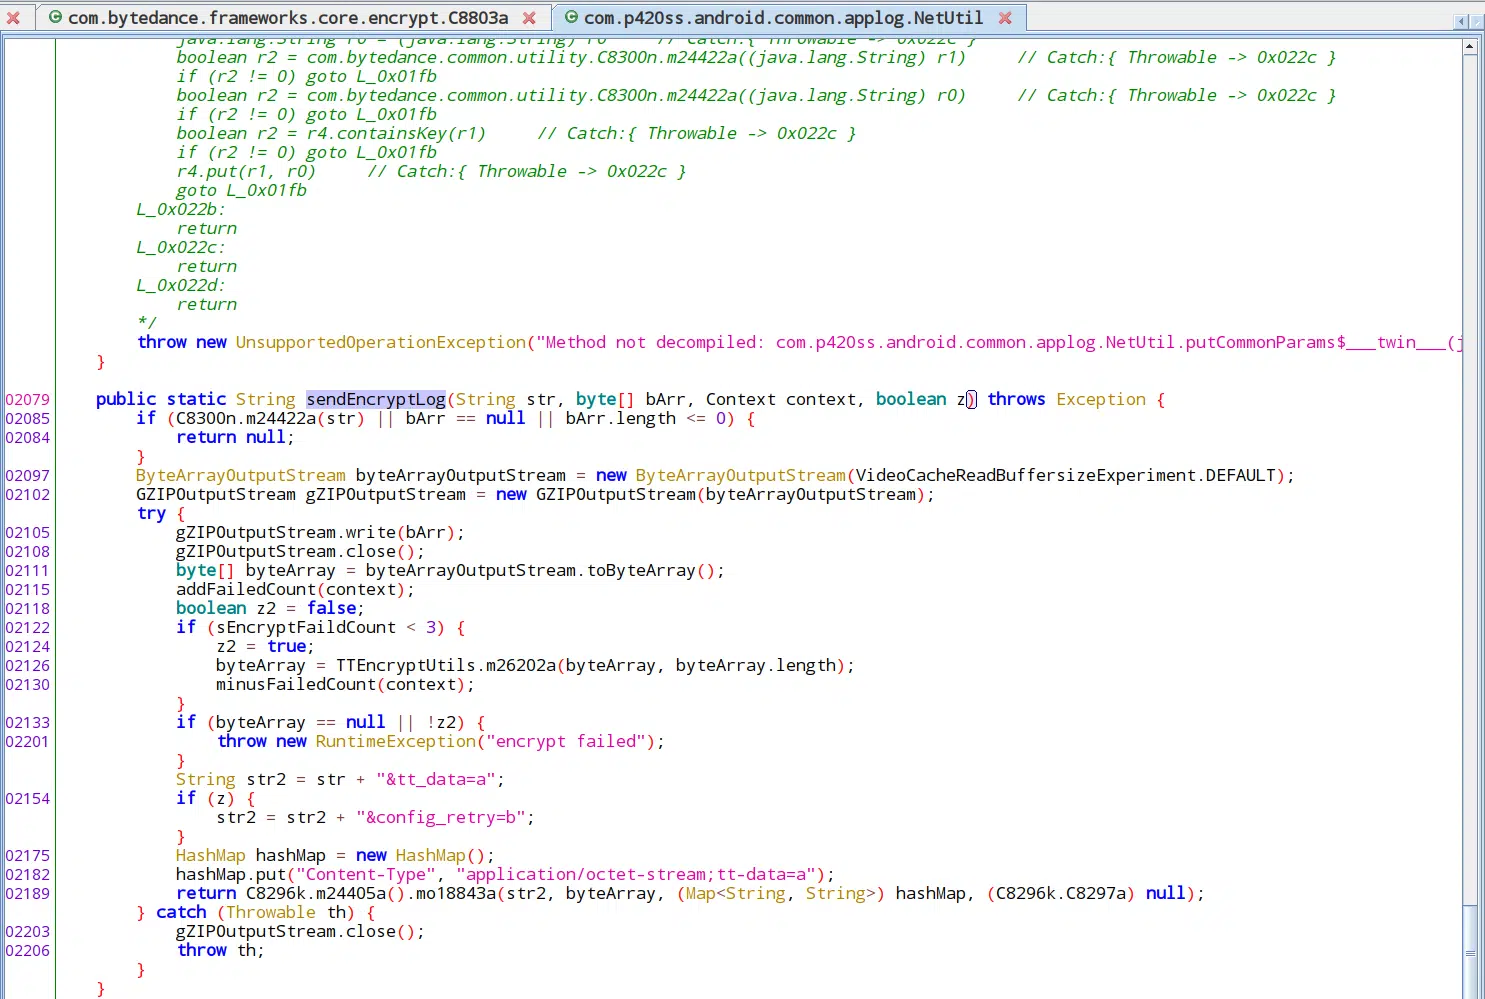 com.bytedance.frameworks.core.encrypt.C8803a
com.p420ss.android.common.applog.NetUtil
java.lang.String r0 = (java.lang.String) r0     // Catch:{ Throwable -> 0x022c }
boolean r2 = com.bytedance.common.utility.C8300n.m24422a((java.lang.String) r1)     // Catch:{ Throwable -> 0x022c }
if (r2 != 0) goto L_0x01fb
boolean r2 = com.bytedance.common.utility.C8300n.m24422a((java.lang.String) r0)     // Catch:{ Throwable -> 0x022c }
if (r2 != 0) goto L_0x01fb
boolean r2 = r4.containsKey(r1)     // Catch:{ Throwable -> 0x022c }
if (r2 != 0) goto L_0x01fb
r4.put(r1, r0)     // Catch:{ Throwable -> 0x022c }
goto L_0x01fb
L_0x022b:
return
L_0x022c:
return
L_0x022d:
return
*/
throw new UnsupportedOperationException("Method not decompiled: com.p420ss.android.common.applog.NetUtil.putCommonParams$___twin___(j
}
02079 public static String sendEncryptLog(String str, byte[] bArr, Context context, boolean z) throws Exception {
02085 if (C8300n.m24422a(str) || bArr == null || bArr.length <= 0) {
02084 return null;
}
02097 ByteArrayOutputStream byteArrayOutputStream = new ByteArrayOutputStream(VideoCacheReadBuffersizeExperiment.DEFAULT);
02102 GZIPOutputStream gZIPOutputStream = new GZIPOutputStream(byteArrayOutputStream);
try {
02105 gZIPOutputStream.write(bArr);
02108 gZIPOutputStream.close();
02111 byte[] byteArray = byteArrayOutputStream.toByteArray();
02115 addFailedCount(context);
02118 boolean z2 = false;
02122 if (sEncryptFaildCount < 3) {
02124 z2 = true;
02126 byteArray = TTEncryptUtils.m26202a(byteArray, byteArray.length);
02130 minusFailedCount(context);
}
02133 if (byteArray == null || !z2) {
02201 throw new RuntimeException("encrypt failed");
}
String str2 = str + "&tt_data=a";
02154 if (z) {
str2 = str2 + "&config_retry=b";
}
02175 HashMap hashMap = new HashMap();
02182 hashMap.put("Content-Type", "application/octet-stream;tt-data=a");
02189 return C8296k.m24405a().mo18843a(str2, byteArray, (Map<String, String>) hashMap, (C8296k.C8297a) null);
} catch (Throwable th) {
02203 gZIPOutputStream.close();
02206 throw th;
}
}